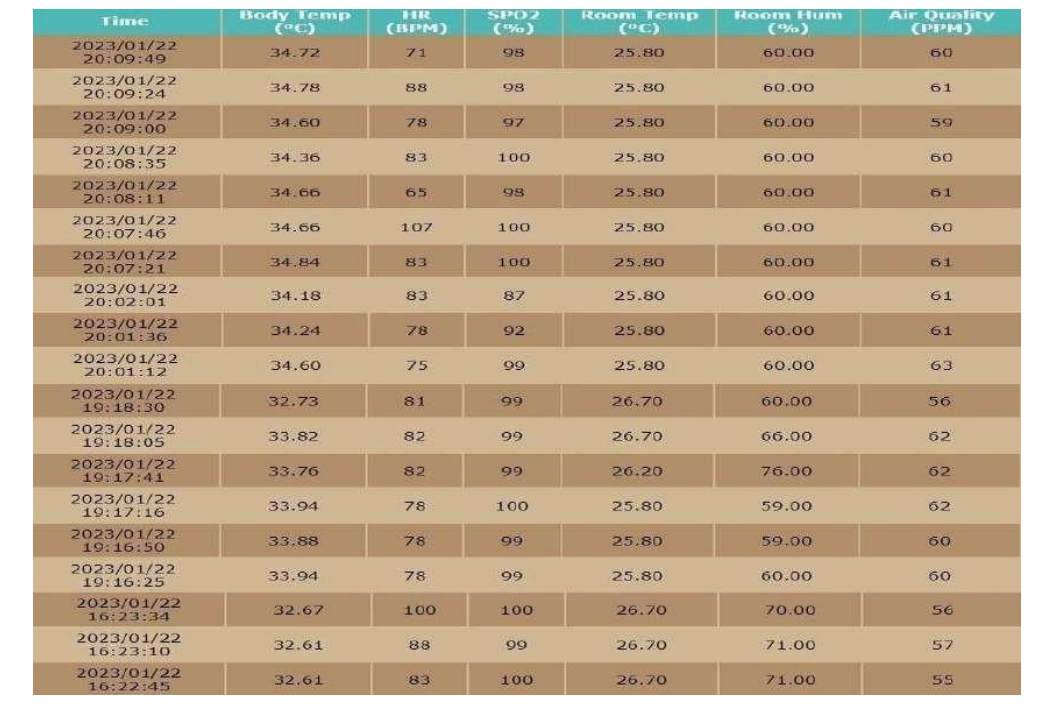 Time Body Temp (°C) HR (BPM) SPO2 (%) Room Temp (°C) Room Hum (%) Air Quality (PPM)
2023/01/22 20:09:49 34.72 71 98 25.80 60.00 60
2023/01/22 20:09:24 34.78 88 98 25.80 60.00 61
2023/01/22 20:09:00 34.60 78 97 25.80 60.00 59
2023/01/22 20:08:35 34.36 83 100 25.80 60.00 60
2023/01/22 20:08:11 34.66 65 98 25.80 60.00 61
2023/01/22 20:07:46 34.66 107 100 25.80 60.00 60
2023/01/22 20:07:21 34.84 83 100 25.80 60.00 61
2023/01/22 20:02:01 34.18 83 87 25.80 60.00 61
2023/01/22 20:01:36 34.24 78 92 25.80 60.00 61
2023/01/22 20:01:12 34.60 75 99 25.80 60.00 63
2023/01/22 19:18:30 32.73 81 99 26.70 60.00 56
2023/01/22 19:18:05 33.82 82 99 26.70 66.00 62
2023/01/22 19:17:41 33.76 82 99 26.20 76.00 62
2023/01/22 19:17:16 33.94 78 100 25.80 59.00 62
2023/01/22 19:16:50 33.88 78 99 25.80 59.00 60
2023/01/22 19:16:25 33.94 78 99 25.80 60.00 60
2023/01/22 16:23:34 32.67 100 100 26.70 70.00 56
2023/01/22 16:23:10 32.61 88 99 26.70 71.00 57
2023/01/22 16:22:45 32.61 83 100 26.70 71.00 55